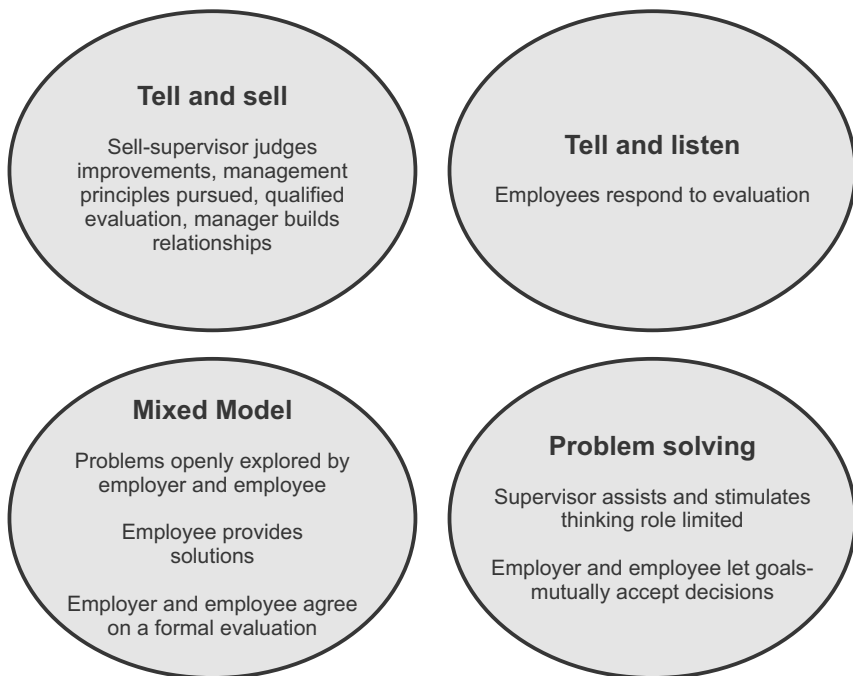 Tell and sell
Sell-supervisor judges
improvements, management
principles pursued, qualified
evaluation, manager builds
relationships
Tell and listen
Employees respond to evaluation
Mixed Model
Problems openly explored by
employer and employee
Employee provides
solutions
Employer and employee agree
on a formal evaluation
Problem solving
Supervisor assists and stimulates
thinking role limited
Employer and employee let goals-
mutually accept decisions